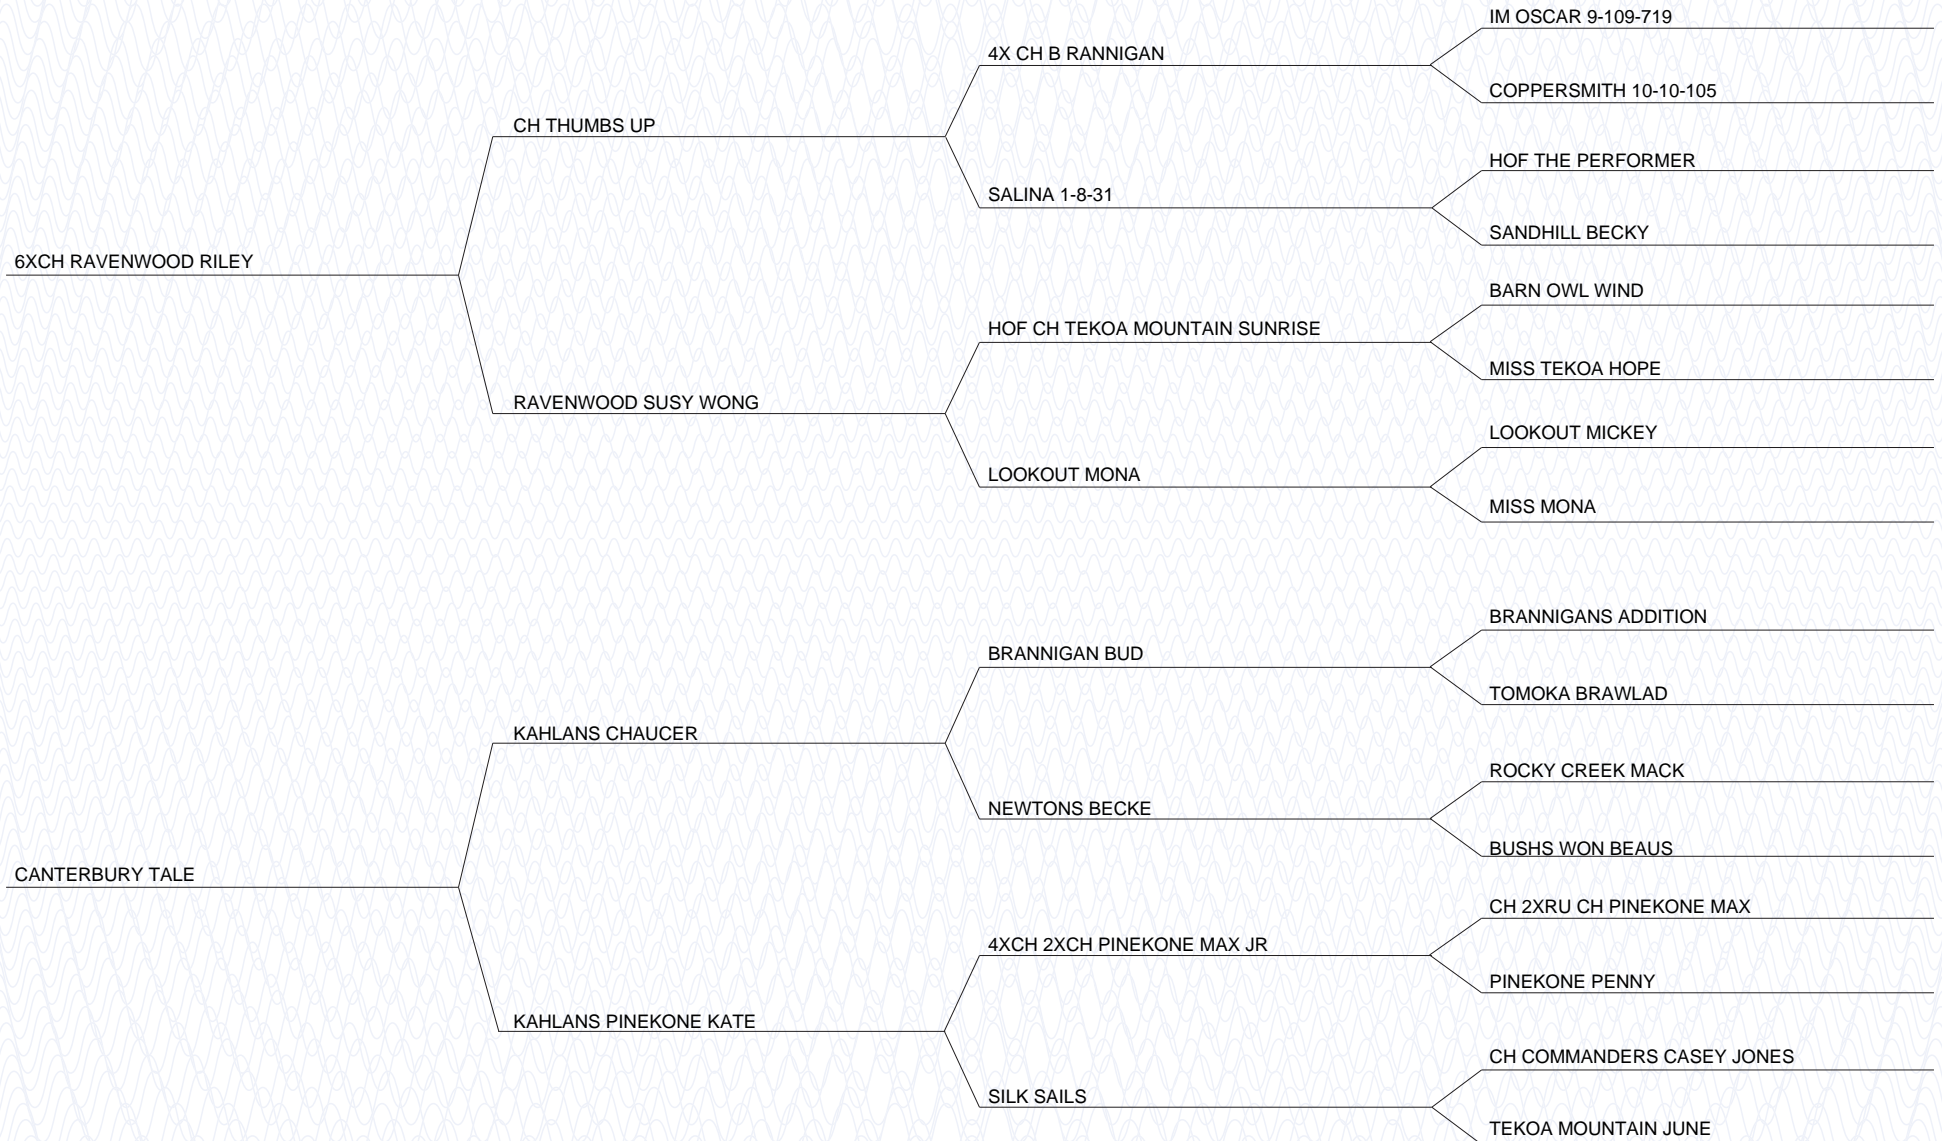 IM OSCAR 9-109-719
4X CH B RANNIGAN
COPPERSMITH 10-10-105
CH THUMBS UP
HOF THE PERFORMER
SALINA 1-8-31
SANDHILL BECKY
6XCH RAVENWOOD RILEY
BARN OWL WIND
HOF CH TEKOA MOUNTAIN SUNRISE
MISS TEKOA HOPE
RAVENWOOD SUSY WONG
LOOKOUT MICKEY
LOOKOUT MONA
MISS MONA
BRANNIGANS ADDITION
BRANNIGAN BUD
TOMOKA BRAWLAD
KAHLANS CHAUCER
ROCKY CREEK MACK
NEWTONS BECKE
BUSHS WON BEAUS
CANTERBURY TALE
CH 2XRU CH PINEKONE MAX
4XCH 2XCH PINEKONE MAX JR
PINEKONE PENNY
KAHLANS PINEKONE KATE
CH COMMANDERS CASEY JONES
SILK SAILS
TEKOA MOUNTAIN JUNE